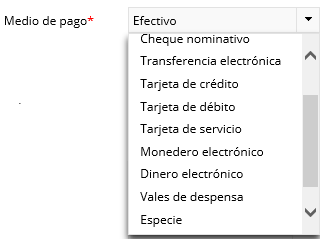 Medio de pago* Efectivo
Cheque nominativo
Transferencia electrónica
Tarjeta de crédito
Tarjeta de débito
Tarjeta de servicio
Monedero electrónico
Dinero electrónico
Vales de despensa
Especie